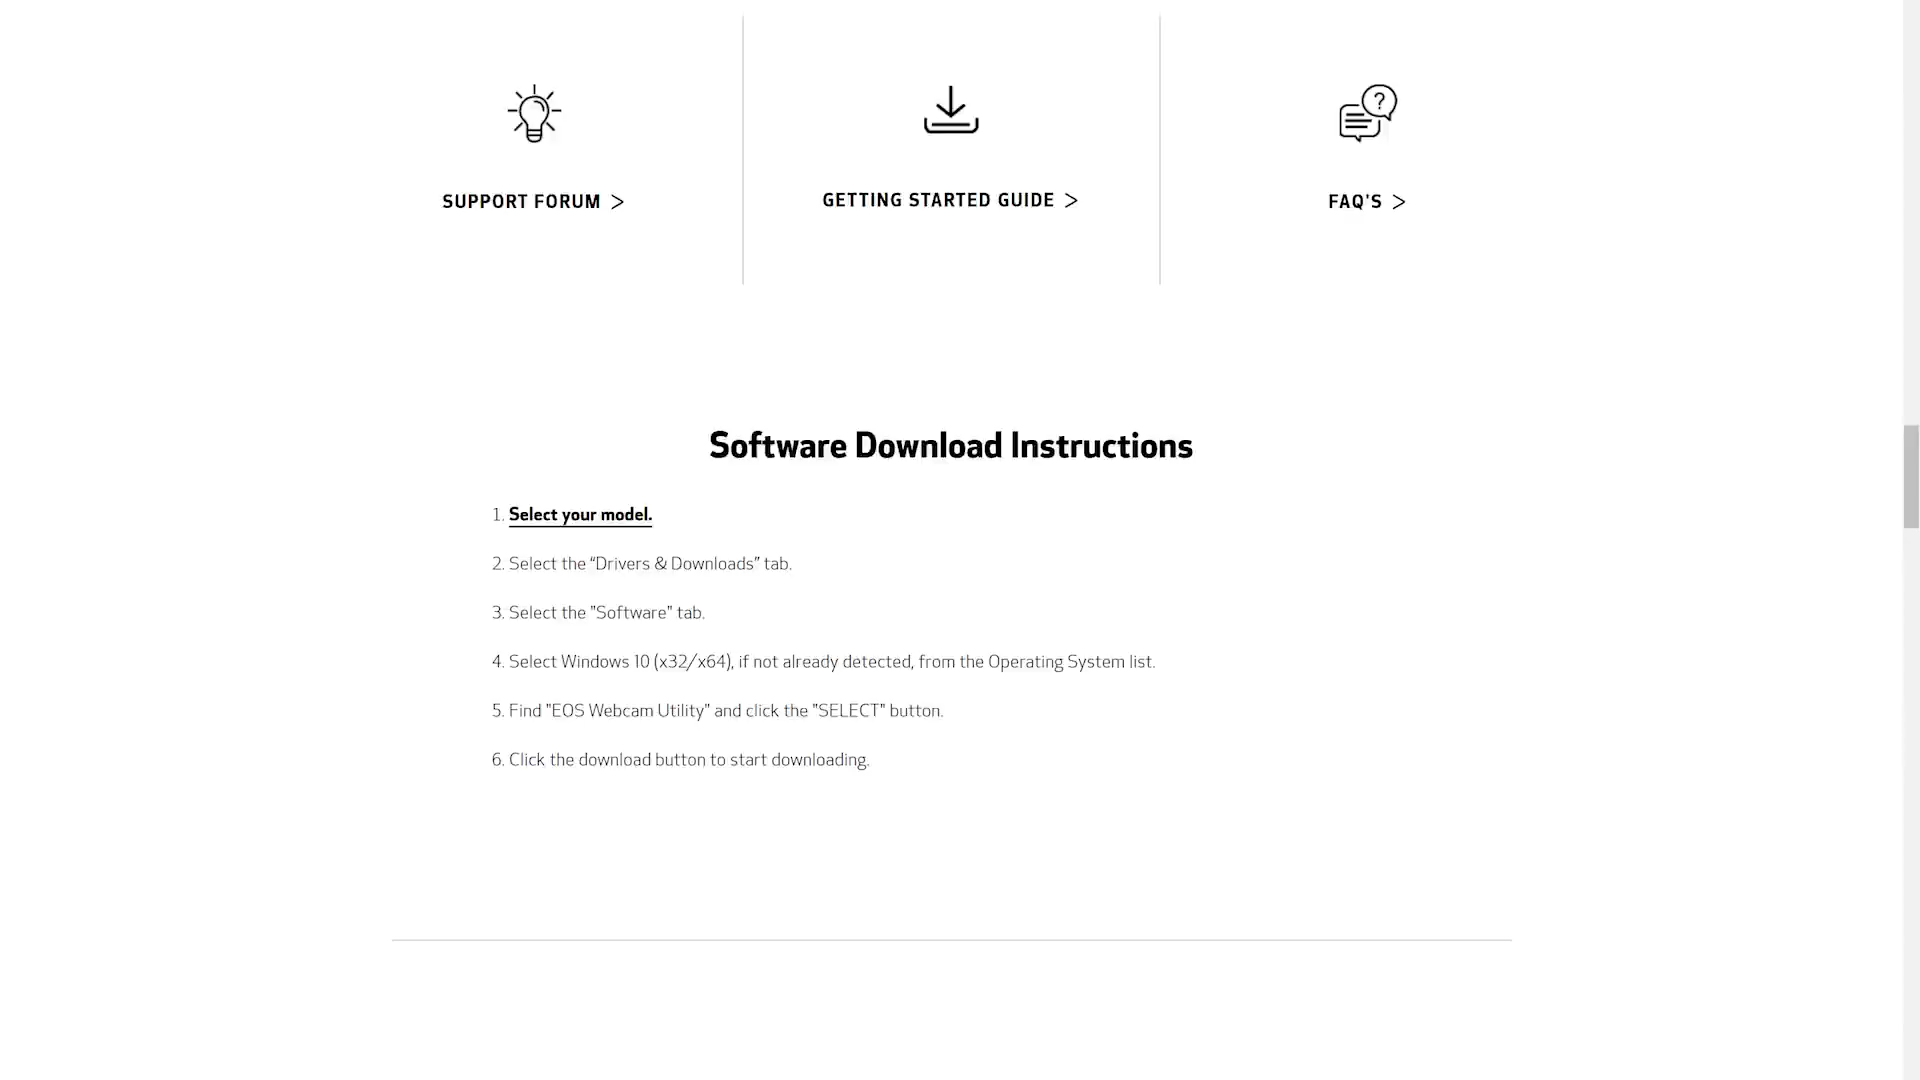 SUPPORT FORUM >
GETTING STARTED GUIDE >
?
FAQ'S >
Software Download Instructions
1. Select your model.
2. Select the “Drivers & Downloads” tab.
3. Select the "Software" tab.
4. Select Windows 10 (x32/x64), if not already detected, from the Operating System list.
5. Find "EOS Webcam Utility" and click the "SELECT" button.
6. Click the download button to start downloading.